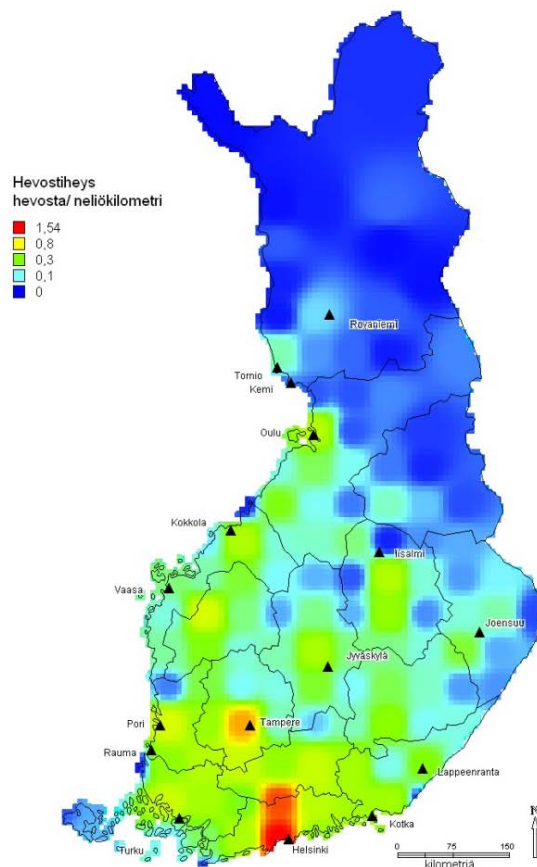 Hevostiheys
hevosta/ neliökilometri
1,54
0,8
0,3
0,1
0
Rovaniemi
Tornio
Kemi
Oulu
Kokkola
Iisalmi
Vaasa
Joensuu
Jyväskylä
Pori
Tampere
Rauma
Lappeenranta
Kotka
Turku
Helsinki
N
0 75 150
kilometriä